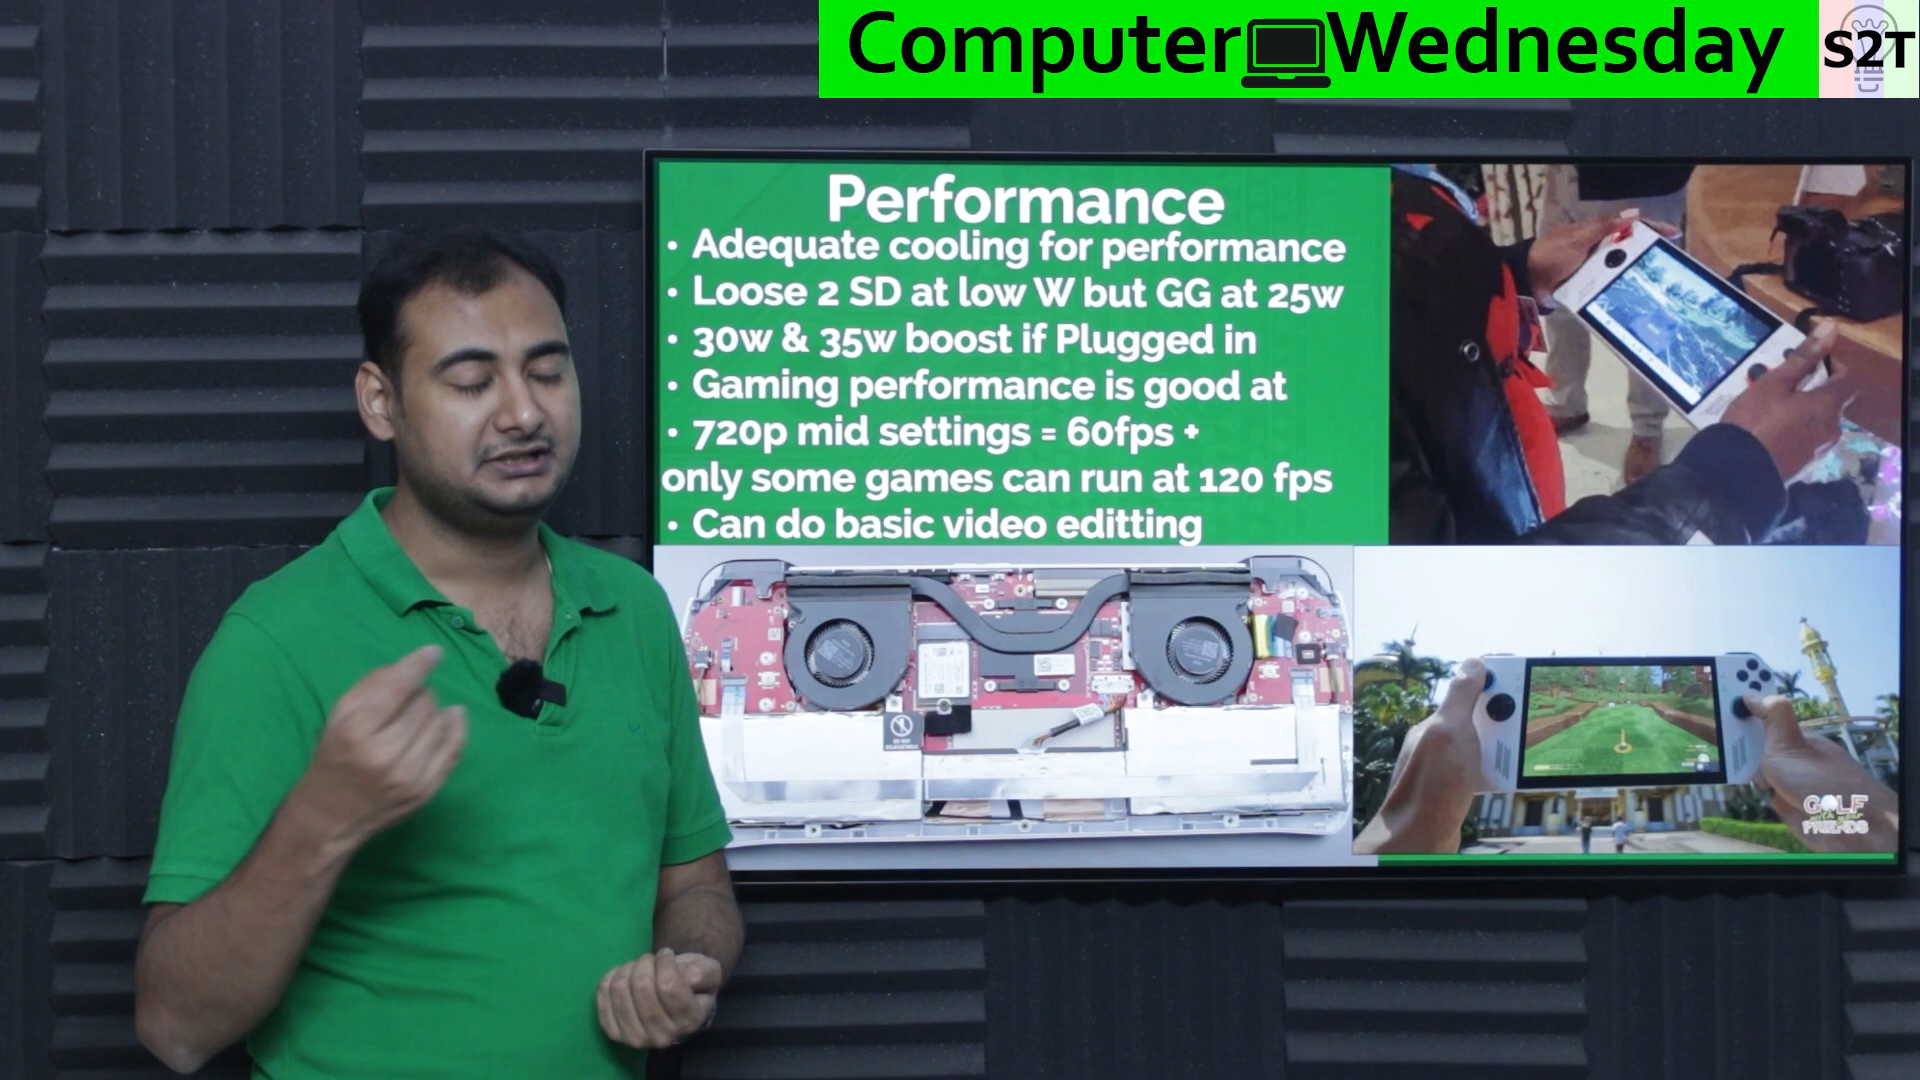 Computer Wednesday
S2T
Performance
• Adequate cooling for performance
• Loose 2 SD at low W but GG at 25w
• 30w & 35w boost if Plugged in
• Gaming performance is good at
• 720p mid settings = 60fps +
only some games can run at 120 fps
• Can do basic video editting
GOLF
with your
FRIENDS